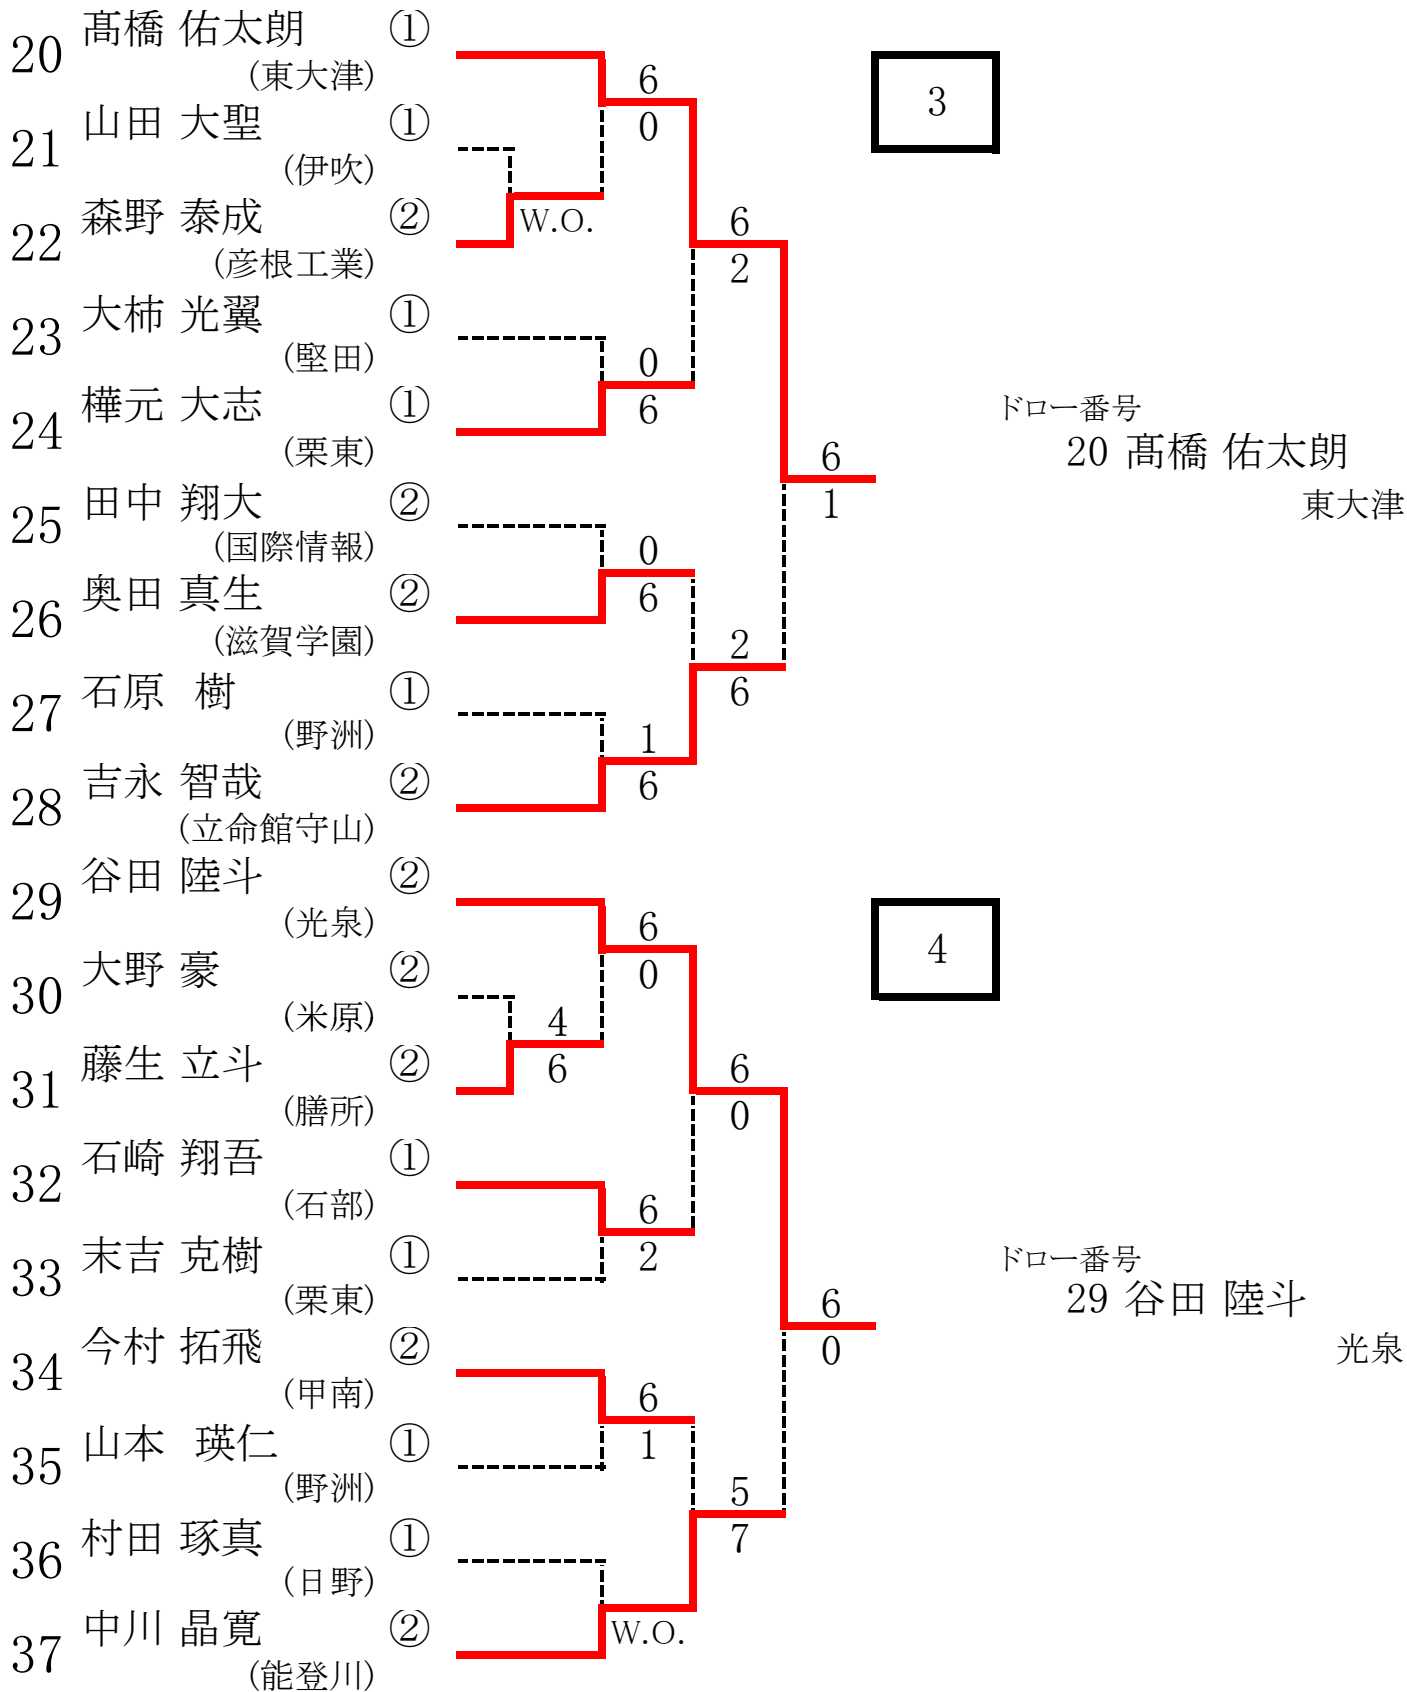 20 髙橋 佑太朗 ①
(東大津)
21 山田 大聖 ①
(伊吹)
22 森野 泰成 ②
(彦根工業)
23 大柿 光翼 ①
(堅田)
24 樺元 大志 ①
(栗東)
25 田中 翔大 ②
(国際情報)
26 奥田 真生 ②
(滋賀学園)
27 石原 樹 ①
(野洲)
28 吉永 智哉 ②
(立命館守山)
29 谷田 陸斗 ②
(光泉)
30 大野 豪 ②
(米原)
31 藤生 立斗 ②
(膳所)
32 石崎 翔吾 ①
(石部)
33 末吉 克樹 ①
(栗東)
34 今村 拓飛 ②
(甲南)
35 山本 瑛仁 ①
(野洲)
36 村田 琢真 ①
(日野)
37 中川 晶寛 ②
(能登川)
W.O.
4
6
6
0
0
6
0
6
1
6
6
0
6
2
6
1
W.O.
6
2
2
6
6
0
5
7
6
1
6
0
3
ドロー番号
20 髙橋 佑太朗
東大津
4
ドロー番号
29 谷田 陸斗
光泉